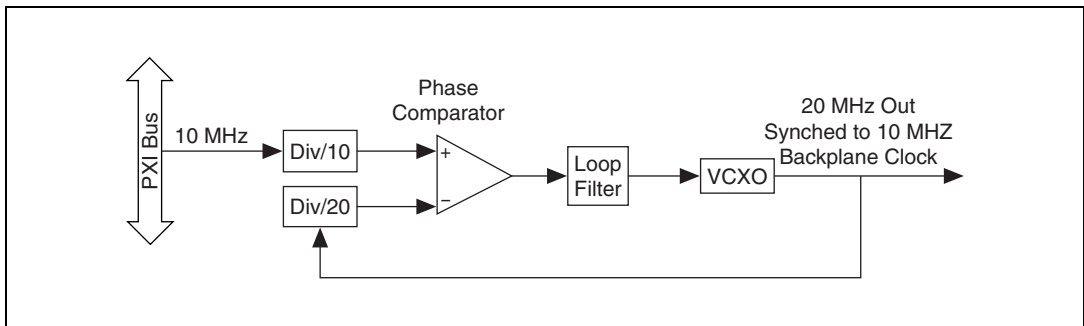 PXI Bus
10 MHz
Div/10
Div/20
Phase
Comparator
+
−
Loop
Filter
VCXO
20 MHz Out
Synched to 10 MHZ
Backplane Clock